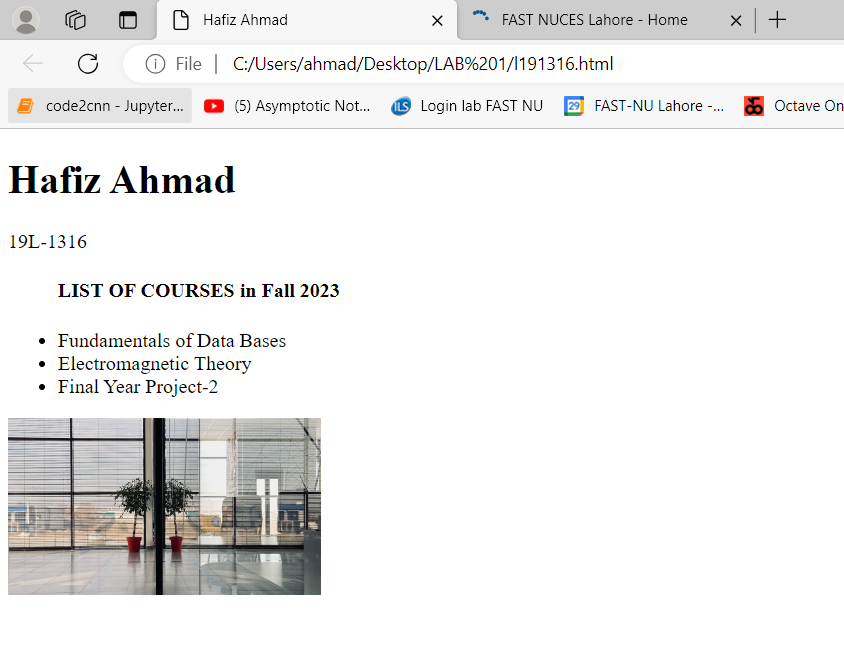 Hafiz Ahmad
FAST NUCES Lahore - Home
File
C:/Users/ahmad/Desktop/LAB%201/l191316.html
code2cnn - Jupyter...
(5) Asymptotic Not...
ILS
Login lab FAST NU
29
FAST-NU Lahore -...
Octave On
Hafiz Ahmad
19L-1316
LIST OF COURSES in Fall 2023
• Fundamentals of Data Bases
• Electromagnetic Theory
• Final Year Project-2